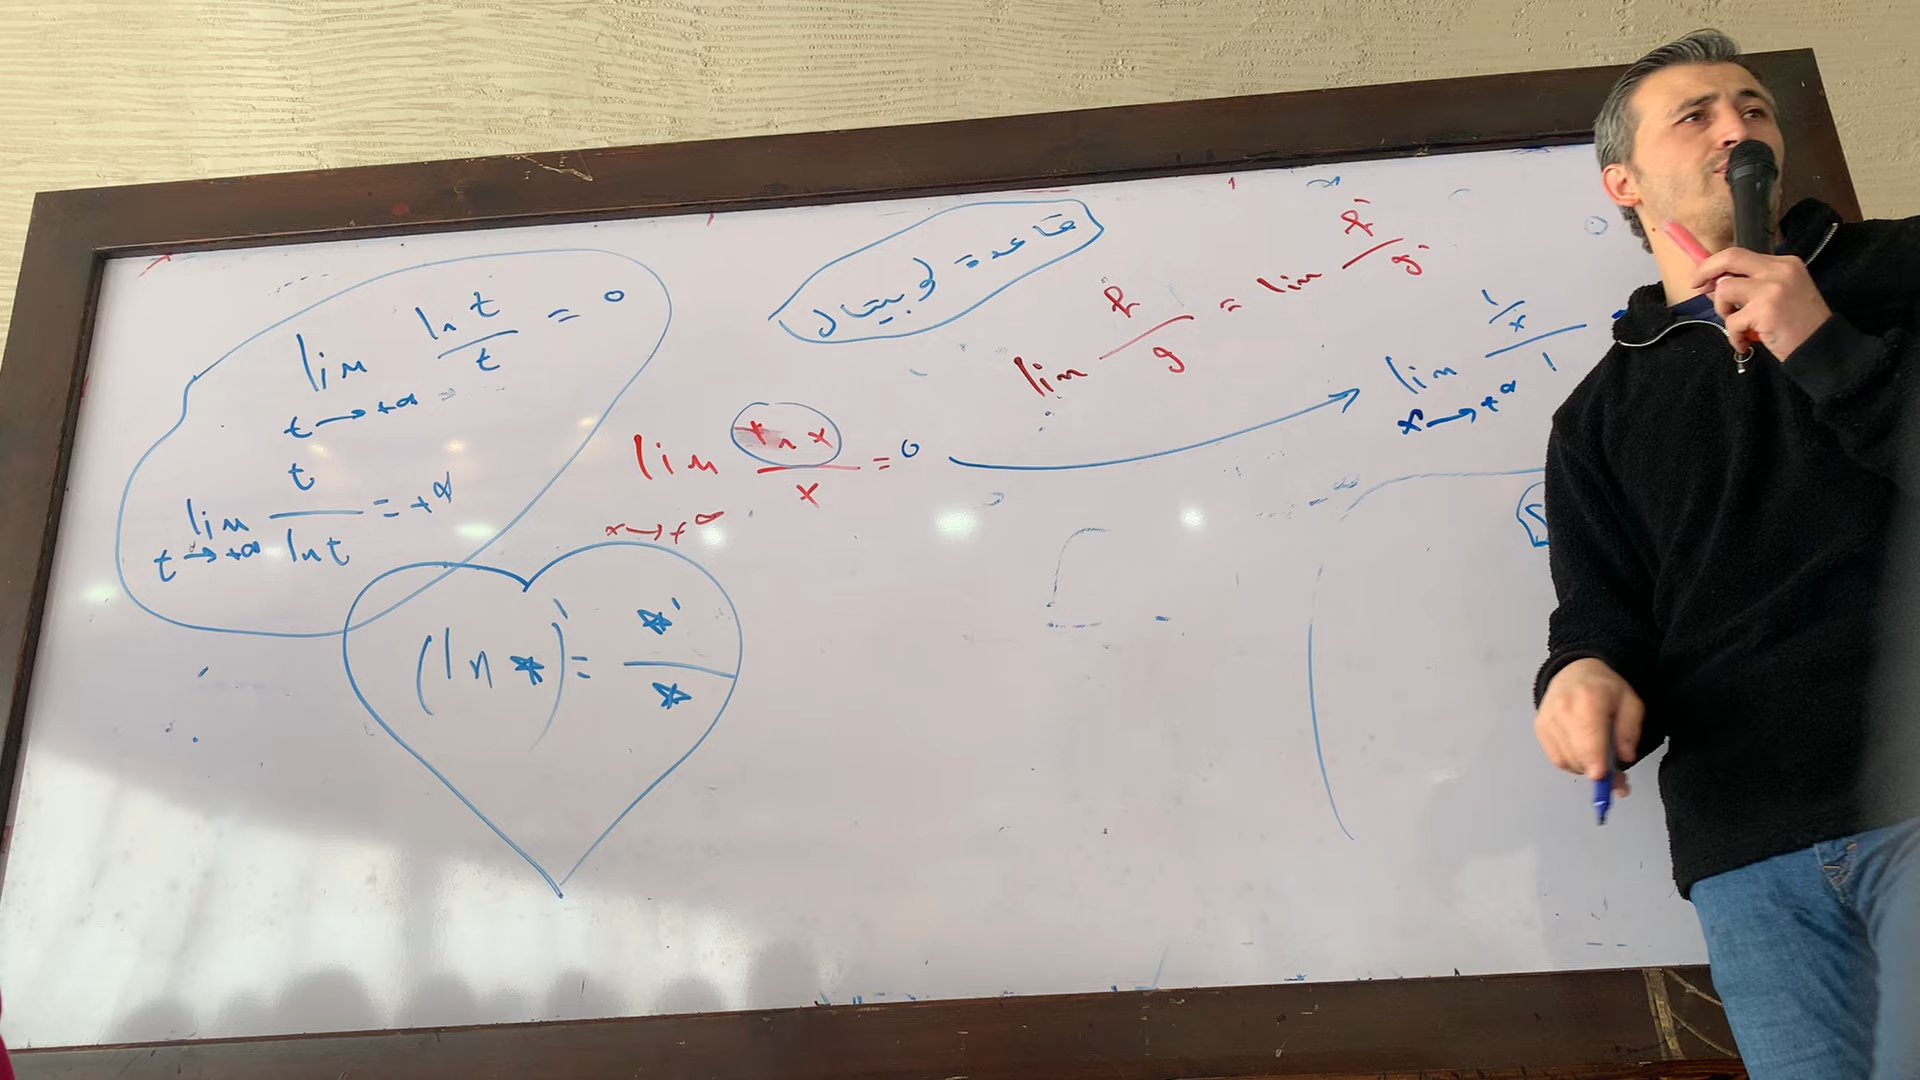 قاعدة لوبيتال
lim f/g = lim f'/g'
lim t→+∞ ln t / t = 0
lim t→+∞ t / ln t = +∞
lim x→+∞ ln x / x = 0
lim x→+∞ 1/x / 1
(ln ☆)' = ☆' / ☆